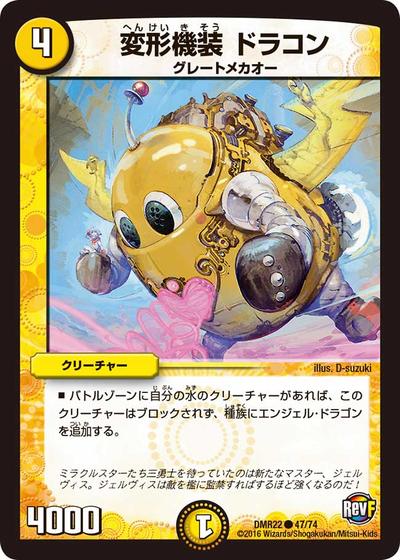 4
へんけいきそう
変形機装 ドラコン
グレートメカオー
illus. D-suzuki
クリーチャー
■ バトルゾーンに自分の水のクリーチャーがあれば、この
クリーチャーはブロックされず、種族にエンジェル・ドラゴン
を追加する。
ミラクルスターたち三勇士を待っていたのは新たなマスター、ジェル
ヴィス。ジェルヴィスは敵を檻に監禁すればするほど強くなるのだ！
4000
1
DMR22 ● 47/74
©2016 Wizards/Shogakukan/Mitsui-Kids
RevF